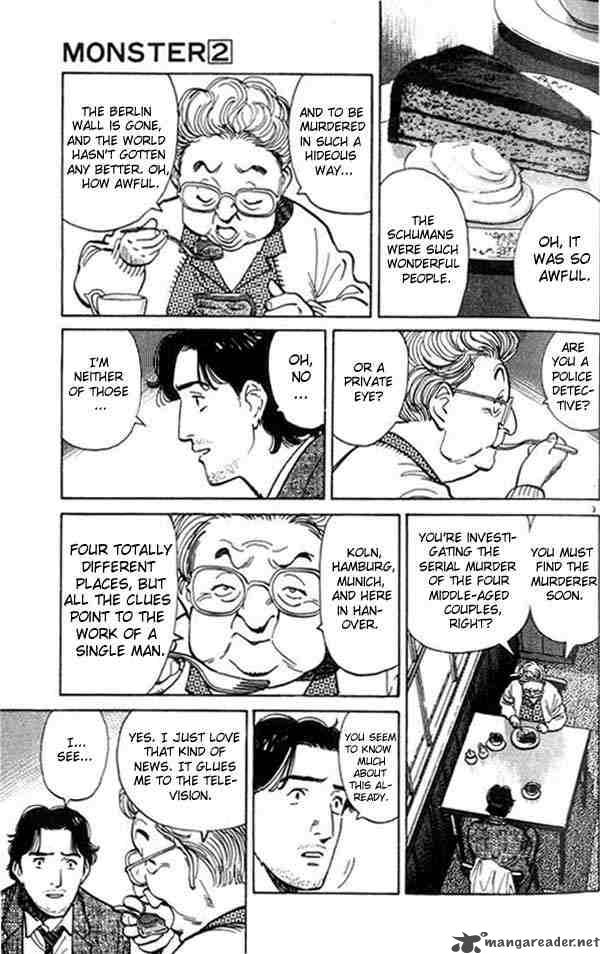 MONSTER 2
OH, IT
WAS SO
AWFUL.
THE
SCHUMANS
WERE SUCH
WONDERFUL
PEOPLE.
AND TO BE
MURDERED
IN SUCH A
HIDEOUS
WAY...
THE BERLIN
WALL IS GONE,
AND THE WORLD
HASN'T GOTTEN
ANY BETTER. OH,
HOW AWFUL.
ARE
YOU A
POLICE
DETEC-
TIVE?
OR A
PRIVATE
EYE?
OH,
NO
...
I'M
NEITHER
OF THOSE
...
3
YOU MUST
FIND THE
MURDERER
SOON.
YOU'RE INVESTI-
GATING THE
SERIAL MURDER
OF THE FOUR
MIDDLE-AGED
COUPLES,
RIGHT?
KOLN,
HAMBURG,
MUNICH,
AND HERE
IN HAN-
OVER.
FOUR TOTALLY
DIFFERENT
PLACES, BUT
ALL THE CLUES
POINT TO THE
WORK OF A
SINGLE MAN.
YOU SEEM
TO KNOW
MUCH
ABOUT
THIS AL-
READY.
YES. I JUST LOVE
THAT KIND OF
NEWS. IT GLUES
ME TO THE TELE-
VISION.
I...
SEE...
mangareader.net